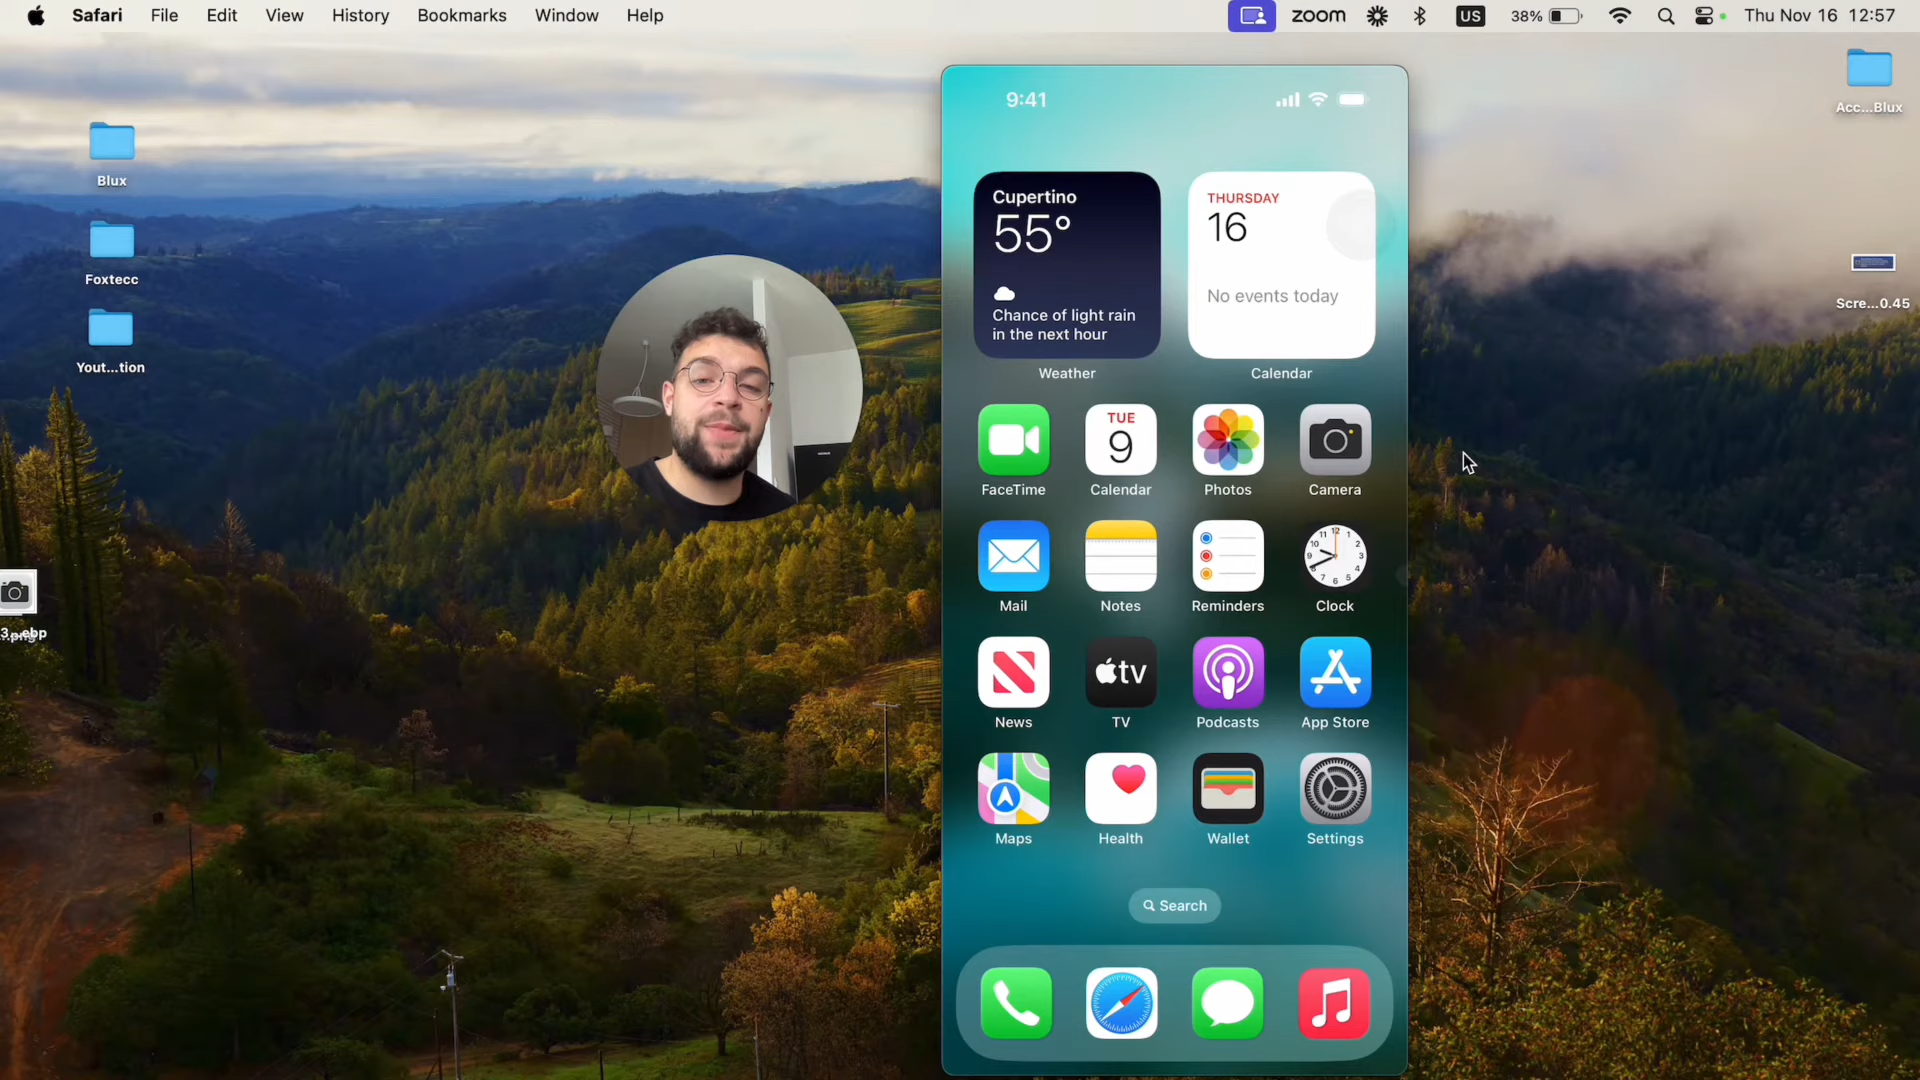 Safari File Edit View History Bookmarks Window Help zoom US 38% Thu Nov 16 12:57
Blux
Foxtecc
Yout...tion
Acc...Blux
Scre...0.45
9:41
Cupertino
55°
Chance of light rain
in the next hour
Weather
THURSDAY
16
No events today
Calendar
TUE
9
FaceTime Calendar Photos Camera
Mail Notes Reminders Clock
tv
News TV Podcasts App Store
Maps Health Wallet Settings
Search